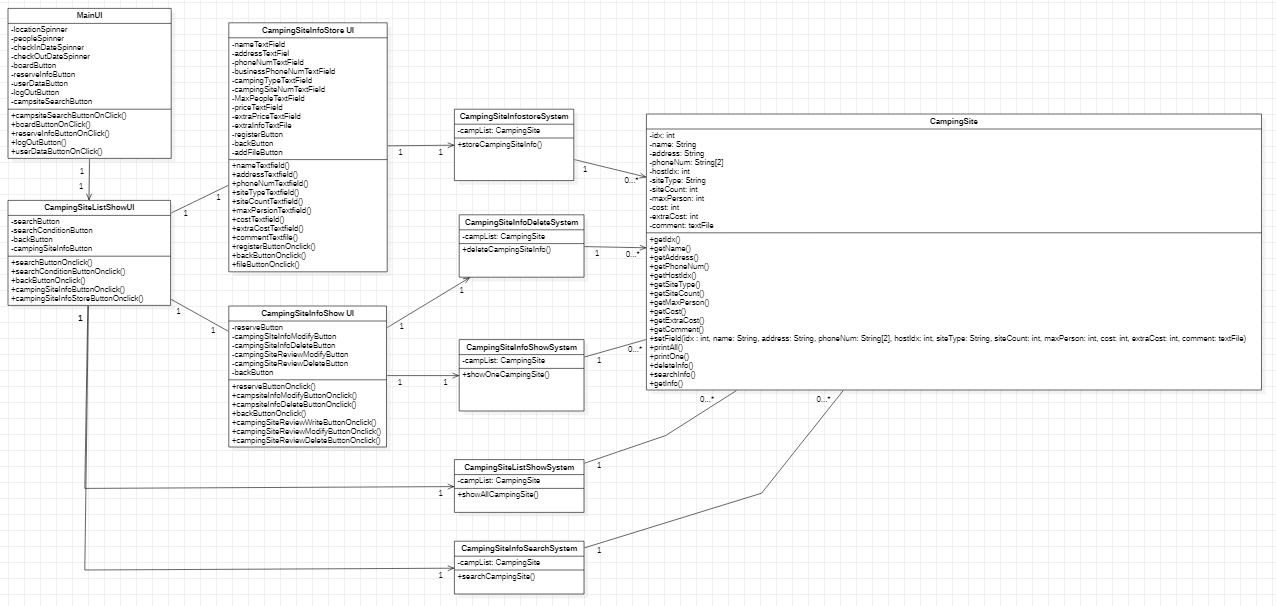 MainUI
-locationSpinner
-peopleSpinner
-checkInDateSpinner
-checkOutDateSpinner
-boardButton
-reserveInfoButton
-userDataButton
-logOutButton
-campsiteSearchButton
+campsiteSearchButtonOnClick()
+boardButtonOnClick()
+reserveInfoButtonOnClick()
+logOutButton()
+userDataButtonOnClick()
1
1
CampingSiteListShowUI
-searchButton
-searchConditionButton
-backButton
-campingSiteInfoButton
+searchButtonOnclick()
+searchConditionButtonOnclick()
+backButtonOnclick()
+campingSiteInfoButtonOnclick()
+campingSiteInfoStoreButtonOnclick()
1
1
1
1
1
CampingSiteInfoStore UI
-nameTextField
-addressTextFiel
-phoneNumTextField
-businessPhoneNumTextField
-campingTypeTextField
-campingSiteNumTextField
-MaxPeopleTextField
-priceTextField
-extraPriceTextField
-extraInfoTextFile
-registerButton
-backButton
-addFileButton
+nameTextfield()
+addressTextfield()
+phoneNumTextfield()
+siteTypeTextfield()
+siteCountTextfield()
+maxPersionTextfield()
+costTextfield()
+extraCostTextfield()
+commentTextfile()
+registerButtonOnclick()
+backButtonOnclick()
+fileButtonOnclick()
1
1
CampingSiteInfoShow UI
-reserveButton
-campingSiteInfoModifyButton
-campingSiteInfoDeleteButton
-campingSiteReviewModifyButton
-campingSiteReviewDeleteButton
-backButton
+reserveButtonOnclick()
+campsiteInfoModifyButtonOnclick()
+campsiteInfoDeleteButtonOnclick()
+backButtonOnclick()
+campingSiteReviewWriteButtonOnclick()
+campingSiteReviewModifyButtonOnclick()
+campingSiteReviewDeleteButtonOnclick()
1
1
1
1
CampingSiteInfostoreSystem
-campList: CampingSite
+storeCampingSiteInfo()
1
0...*
CampingSiteInfoDeleteSystem
-campList: CampingSite
+deleteCampingSiteInfo()
1
0...*
CampingSiteInfoShowSystem
-campList: CampingSite
+showOneCampingSite()
1
0...*
CampingSiteListShowSystem
-campList: CampingSite
+showAllCampingSite()
1
1
0...*
CampingSiteInfoSearchSystem
-campList: CampingSite
+searchCampingSite()
1
1
0...*
CampingSite
-idx: int
-name: String
-address: String
-phoneNum: String[2]
-hostIdx: int
-siteType: String
-siteCount: int
-maxPerson: int
-cost: int
-extraCost: int
-comment: textFile
+getIdx()
+getName()
+getAddress()
+getPhoneNum()
+getHostIdx()
+getSiteType()
+getSiteCount()
+getMaxPerson()
+getCost()
+getExtraCost()
+getComment()
+setField(idx : int, name: String, address: String, phoneNum: String[2], hostIdx: int, siteType: String, siteCount: int, maxPerson: int, cost: int, extraCost: int, comment: textFile)
+printAll()
+printOne()
+deleteInfo()
+searchInfo()
+getInfo()